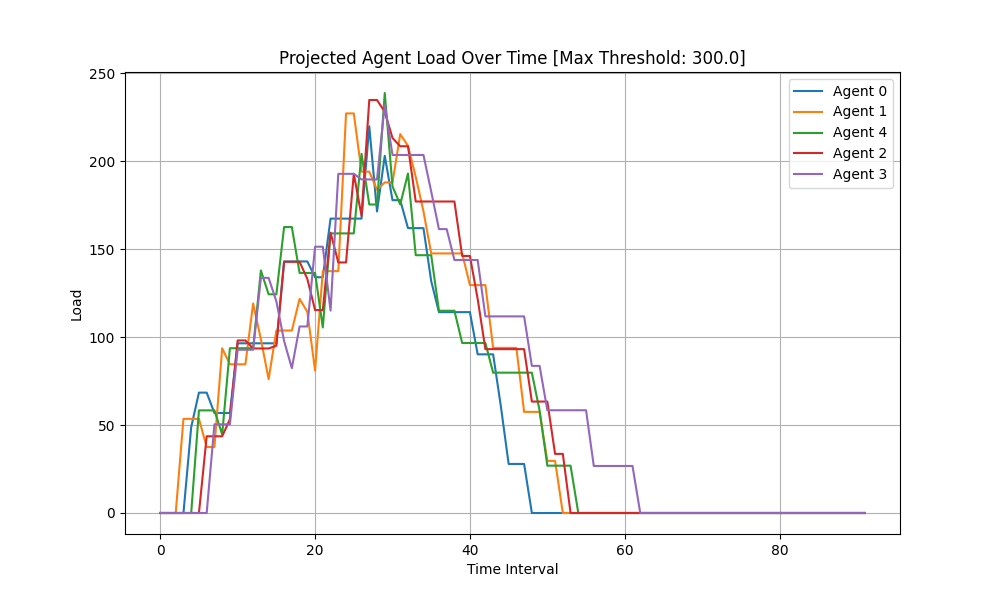 Projected Agent Load Over Time [Max Threshold: 300.0]
250
200
150
100
50
0
Load
0 20 40 60 80
Time Interval
Agent 0
Agent 1
Agent 4
Agent 2
Agent 3